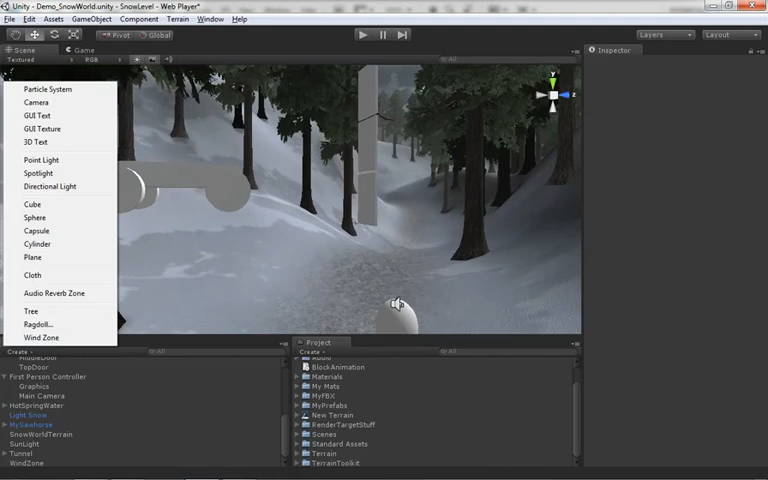 Unity - Demo_SnowWorld.unity - SnowLevel - Web Player*
File Edit Assets GameObject Component Terrain Window Help
Pivot Global Layers Layout
Scene Game Inspector
Textured RGB All
Particle System
Camera
GUI Text
GUI Texture
3D Text
Point Light
Spotlight
Directional Light
Cube
Sphere
Capsule
Cylinder
Plane
Cloth
Audio Reverb Zone
Tree
Ragdoll...
Wind Zone
y
z
Create All
MiddleDoor
TopDoor
First Person Controller
Graphics
Main Camera
HotSpringWater
Light Snow
MySawhorse
SnowWorldTerrain
SunLight
Tunnel
WindZone
Project
Create All
Audio
BlockAnimation
Materials
My Mats
MyFBX
MyPrefabs
New Terrain
RenderTargetStuff
Scenes
Standard Assets
Terrain
TerrainToolkit